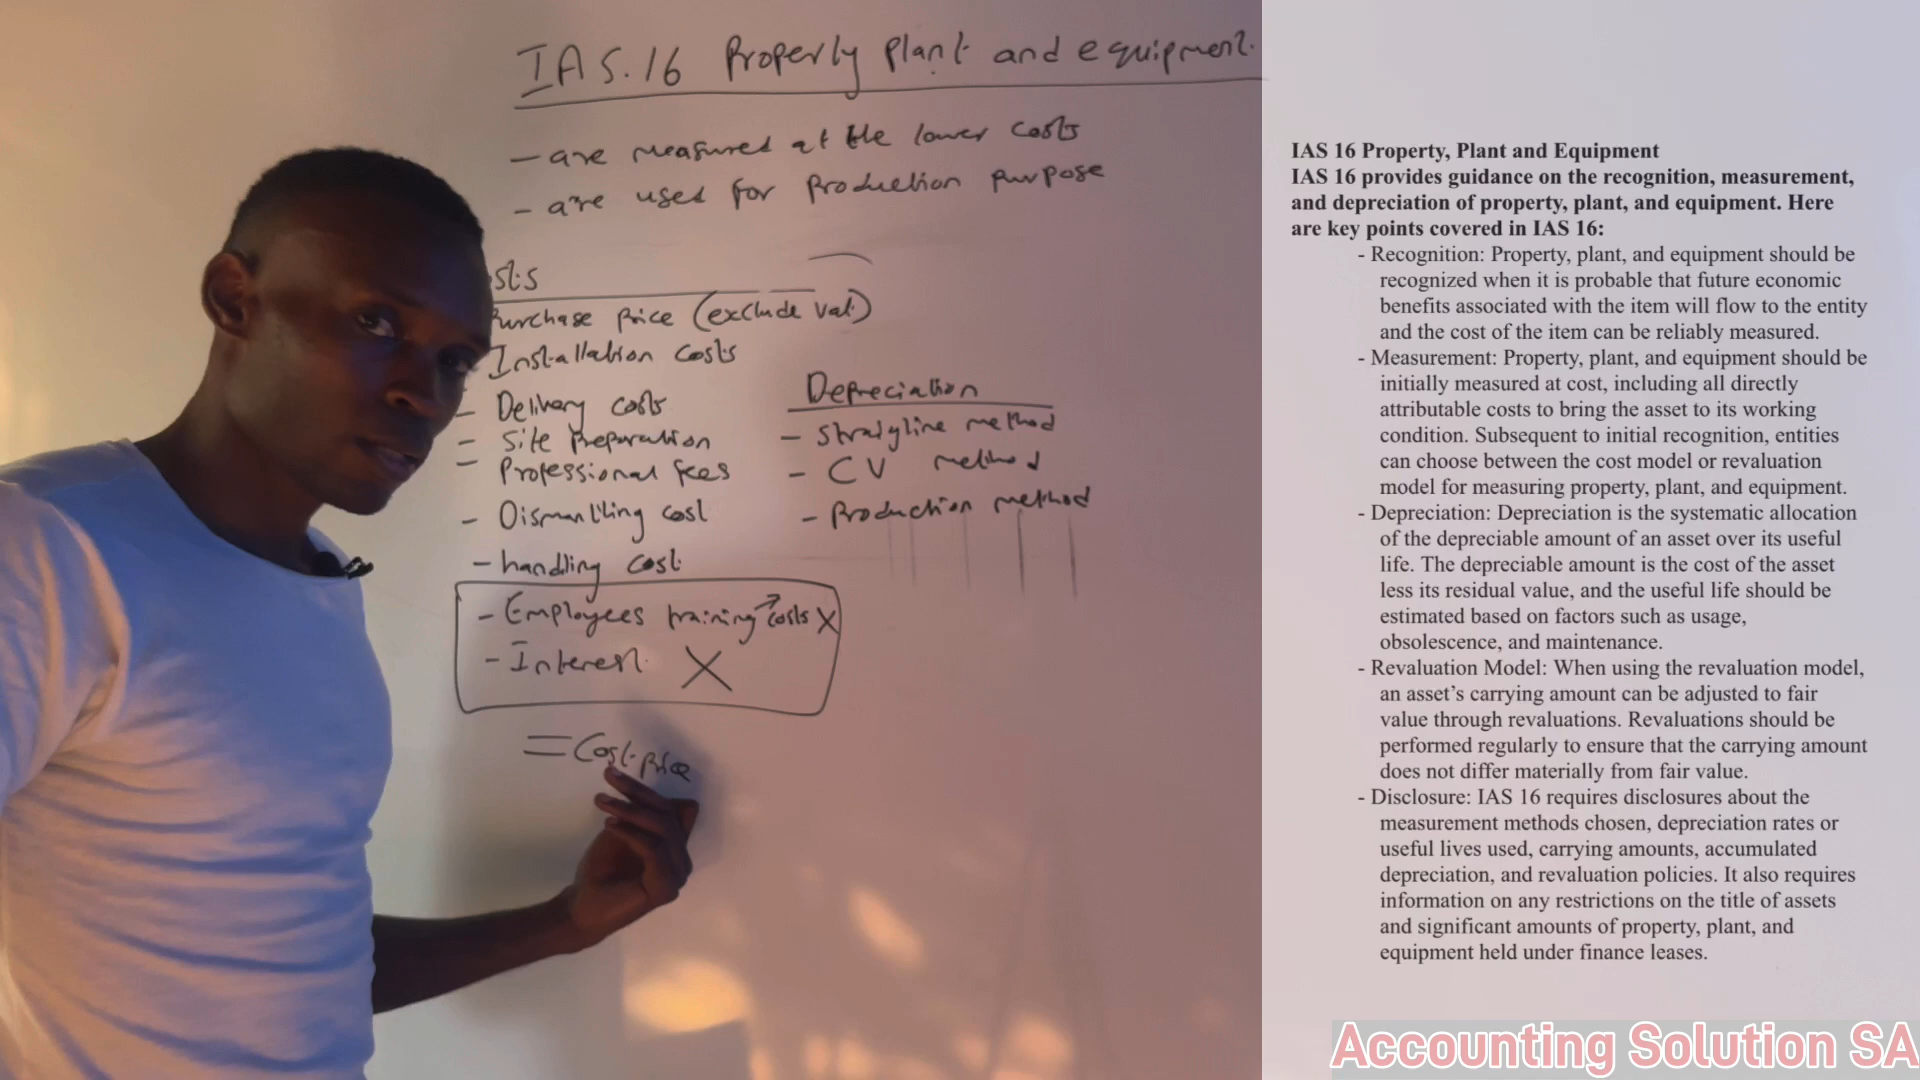 IAS.16 Property Plant and equipment.
- are measured at the lower costs
- are used for Production purpose
sts
Purchase price (exclude vat)
Installation costs
- Delivery costs
- Site Preparation
- Professional fees
- Dismantling cost
- handling cost
- Employees training costs X
- Interest X
= Cost price
Depreciation
- method
- CV method
- Production method
IAS 16 Property, Plant and Equipment
IAS 16 provides guidance on the recognition, measurement,
and depreciation of property, plant, and equipment. Here
are key points covered in IAS 16:
- Recognition: Property, plant, and equipment should be
recognized when it is probable that future economic
benefits associated with the item will flow to the entity
and the cost of the item can be reliably measured.
- Measurement: Property, plant, and equipment should be
initially measured at cost, including all directly
attributable costs to bring the asset to its working
condition. Subsequent to initial recognition, entities
can choose between the cost model or revaluation
model for measuring property, plant, and equipment.
- Depreciation: Depreciation is the systematic allocation
of the depreciable amount of an asset over its useful
life. The depreciable amount is the cost of the asset
less its residual value, and the useful life should be
estimated based on factors such as usage,
obsolescence, and maintenance.
- Revaluation Model: When using the revaluation model,
an asset’s carrying amount can be adjusted to fair
value through revaluations. Revaluations should be
performed regularly to ensure that the carrying amount
does not differ materially from fair value.
- Disclosure: IAS 16 requires disclosures about the
measurement methods chosen, depreciation rates or
useful lives used, carrying amounts, accumulated
depreciation, and revaluation policies. It also requires
information on any restrictions on the title of assets
and significant amounts of property, plant, and
equipment held under finance leases.
Accounting Solution SA